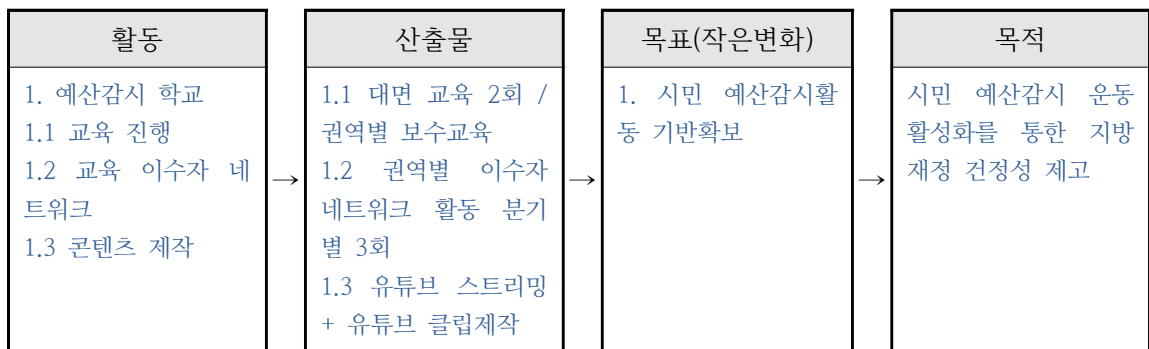 활동
1. 예산감시 학교
1.1 교육 진행
1.2 교육 이수자 네
트워크
1.3 콘텐츠 제작
→
산출물
1.1 대면 교육 2회 /
권역별 보수교육
1.2 권역별 이수자
네트워크 활동 분기
별 3회
1.3 유튜브 스트리밍
+ 유튜브 클립제작
→
목표(작은변화)
1. 시민 예산감시활
동 기반확보
→
목적
시민 예산감시 운동
활성화를 통한 지방
재정 건정성 제고